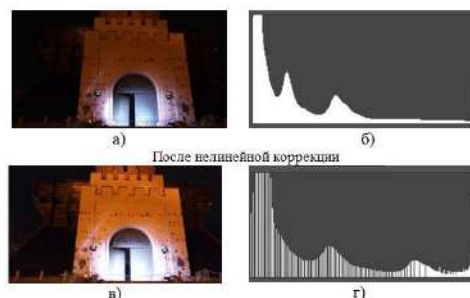 а) б)
После нелинейной коррекции
в) г)